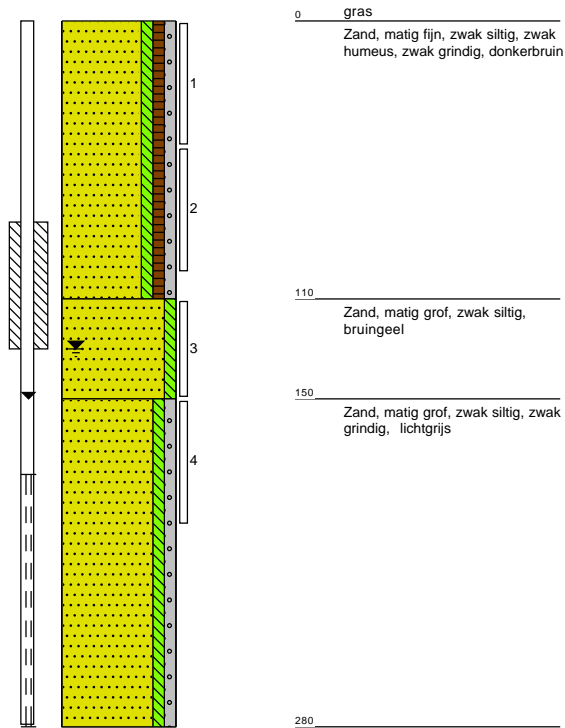 0
gras
Zand, matig fijn, zwak siltig, zwak
humeus, zwak grindig, donkerbruin
1
2
110
Zand, matig grof, zwak siltig,
bruingeel
3
150
Zand, matig grof, zwak siltig, zwak
grindig, lichtgrijs
4
280